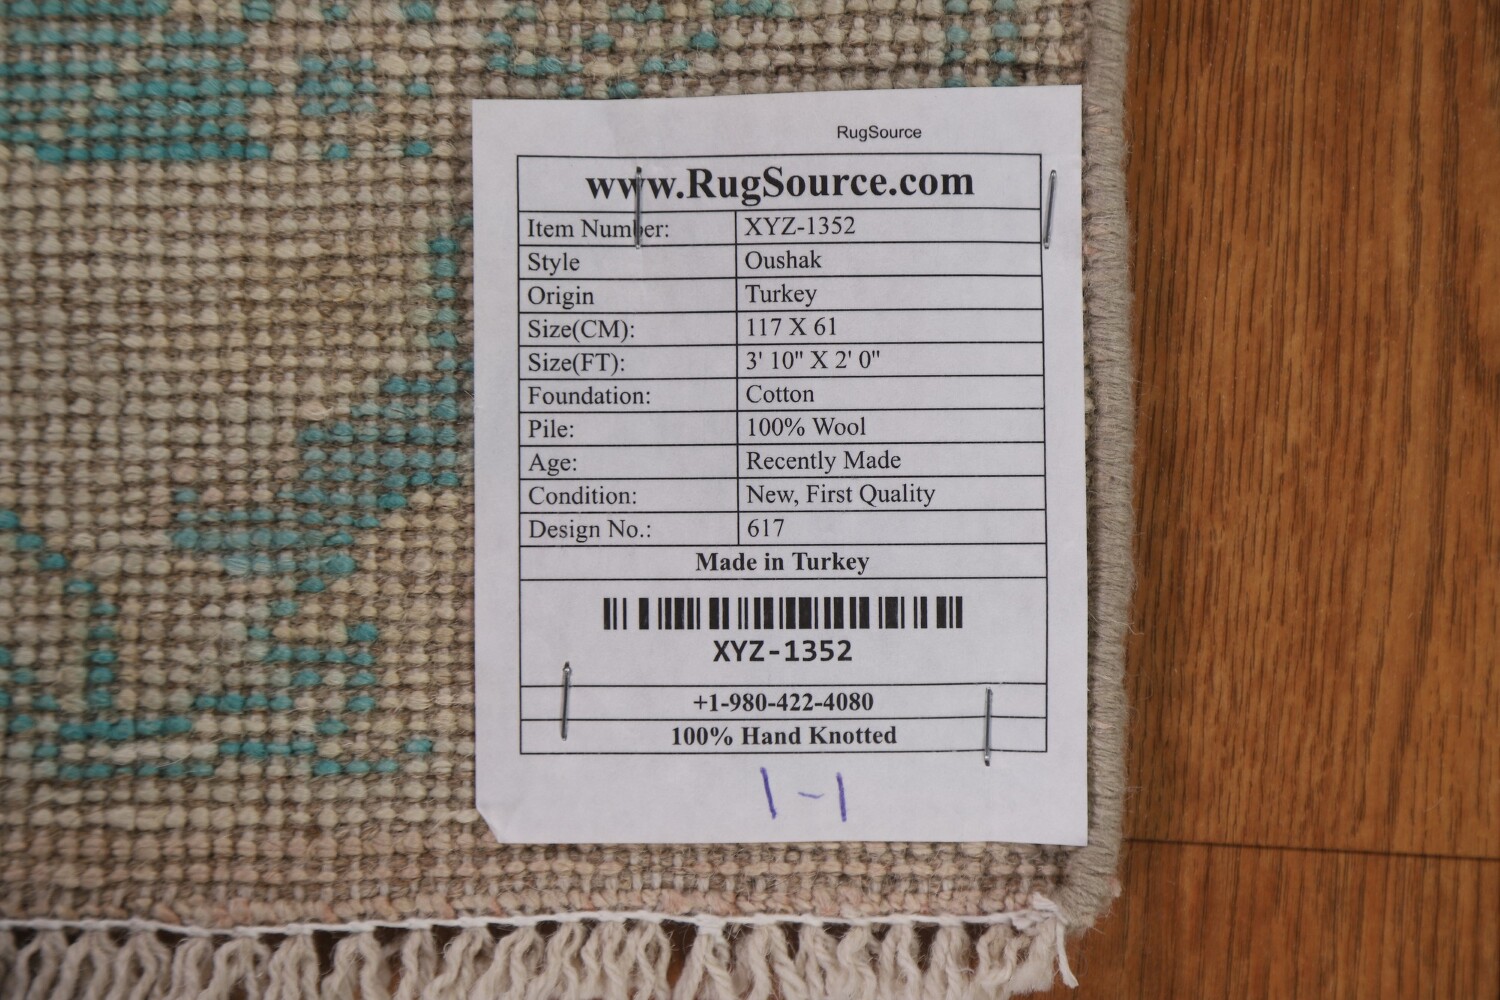 RugSource
www.RugSource.com
Item Number: XYZ-1352
Style Oushak
Origin Turkey
Size(CM): 117 X 61
Size(FT): 3' 10" X 2' 0"
Foundation: Cotton
Pile: 100% Wool
Age: Recently Made
Condition: New, First Quality
Design No.: 617
Made in Turkey
XYZ-1352
+1-980-422-4080
100% Hand Knotted
1-1